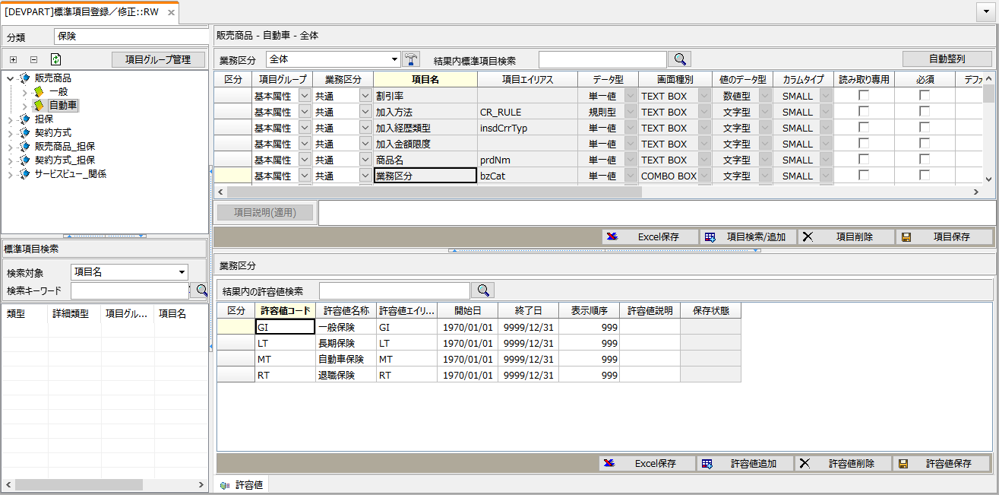 [DEVPART]標準項目登録／修正::RW
分類 保険
項目グループ管理
販売商品
一般
自動車
担保
契約方式
販売商品_担保
契約方式_担保
サービスビュー_関係
標準項目検索
検索対象 項目名
検索キーワード
類型 詳細類型 項目グル... 項目名
販売商品 - 自動車 - 全体
業務区分 全体 結果内標準項目検索 自動整列
区分 項目グループ 業務区分 項目名 項目エイリアス データ型 画面種別 値のデータ型 カラムタイプ 読み取り専用 必須 デフォ
基本属性 共通 割引率 単一値 TEXT BOX 数値型 SMALL
基本属性 共通 加入方法 CR_RULE 規則型 TEXT BOX 文字型 SMALL
基本属性 共通 加入経歴類型 insdCrrTyp 単一値 TEXT BOX 文字型 SMALL
基本属性 共通 加入金額限度 単一値 TEXT BOX 文字型 SMALL
基本属性 共通 商品名 prdNm 単一値 TEXT BOX 文字型 SMALL
基本属性 共通 業務区分 bzCat 単一値 COMBO BOX 文字型 SMALL
項目説明(適用)
Excel保存 項目検索/追加 項目削除 項目保存
業務区分
結果内の許容値検索
区分 許容値コード 許容値名称 許容値エイリ... 開始日 終了日 表示順序 許容値説明 保存状態
GI 一般保険 GI 1970/01/01 9999/12/31 999
LT 長期保険 LT 1970/01/01 9999/12/31 999
MT 自動車保険 MT 1970/01/01 9999/12/31 999
RT 退職保険 RT 1970/01/01 9999/12/31 999
Excel保存 許容値追加 許容値削除 許容値保存
許容値